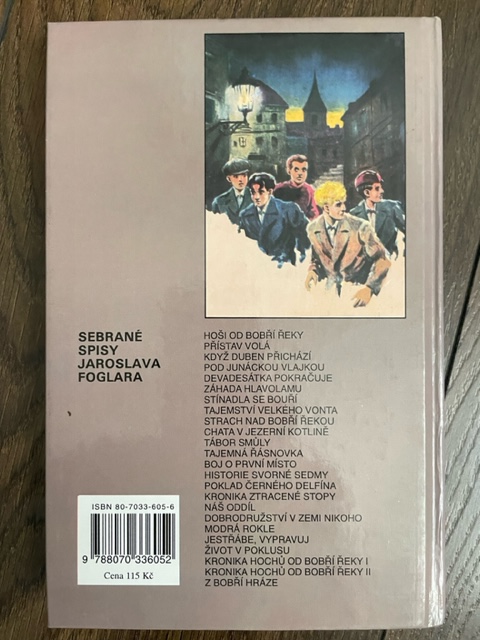 SEBRANÉ
SPISY
JAROSLAVA
FOGLARA
HOŠI OD BOBŘÍ ŘEKY
PŘÍSTAV VOLÁ
KDYŽ DUBEN PŘICHÁZÍ
POD JUNÁCKOU VLAJKOU
DEVADESÁTKA POKRAČUJE
ZÁHADA HLAVOLAMU
STÍNADLA SE BOUŘÍ
TAJEMSTVÍ VELKÉHO VONTA
STRACH NAD BOBŘÍ ŘEKOU
CHATA V JEZERNÍ KOTLINĚ
TÁBOR SMŮLY
TAJEMNÁ ŘÁSNOVKA
BOJ O PRVNÍ MÍSTO
HISTORIE SVORNÉ SEDMY
POKLAD ČERNÉHO DELFÍNA
KRONIKA ZTRACENÉ STOPY
NÁŠ ODDÍL
DOBRODRUŽSTVÍ V ZEMI NIKOHO
MODRÁ ROKLE
JESTŘÁBE, VYPRAVUJ
ŽIVOT V POKLUSU
KRONIKA HOCHŮ OD BOBŘÍ ŘEKY I
KRONIKA HOCHŮ OD BOBŘÍ ŘEKY II
Z BOBŘÍ HRÁZE
ISBN 80-7033-605-6
9 788070 336052
Cena 115 Kč